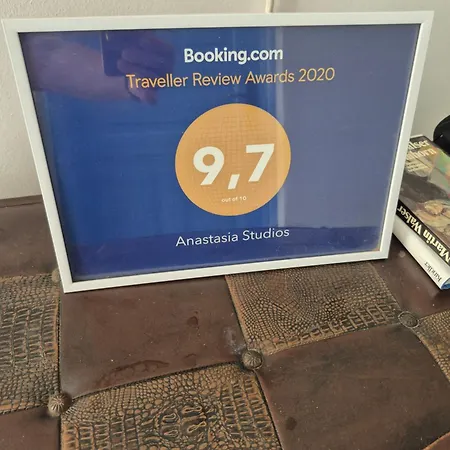 Booking.com
Traveller Review Awards 2020
9,7
out of 10
Anastasia Studios
Martin Walser